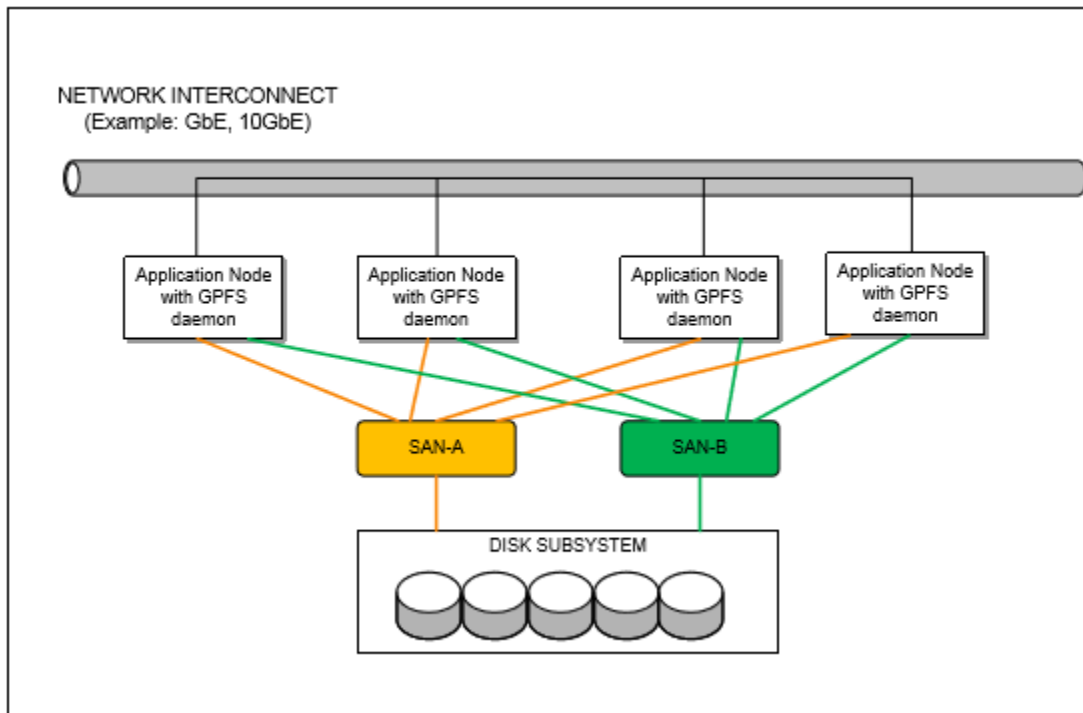 NETWORK INTERCONNECT
(Example: GbE, 10GbE)
Application Node
with GPFS
daemon
Application Node
with GPFS
daemon
Application Node
with GPFS
daemon
Application Node
with GPFS
daemon
SAN-A
SAN-B
DISK SUBSYSTEM